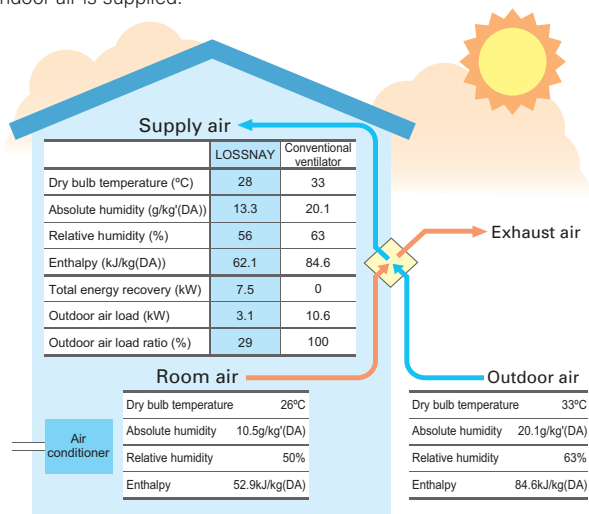 ndoor air is supplied.
Supply air
LOSSNAY Conventional ventilator
Dry bulb temperature (ºC) 28 33
Absolute humidity (g/kg'(DA)) 13.3 20.1
Relative humidity (%) 56 63
Enthalpy (kJ/kg(DA)) 62.1 84.6
Total energy recovery (kW) 7.5 0
Outdoor air load (kW) 3.1 10.6
Outdoor air load ratio (%) 29 100
Exhaust air
Room air
Dry bulb temperature 26ºC
Absolute humidity 10.5g/kg'(DA)
Relative humidity 50%
Enthalpy 52.9kJ/kg(DA)
Air
conditioner
Outdoor air
Dry bulb temperature 33ºC
Absolute humidity 20.1g/kg'(DA)
Relative humidity 63%
Enthalpy 84.6kJ/kg(DA)